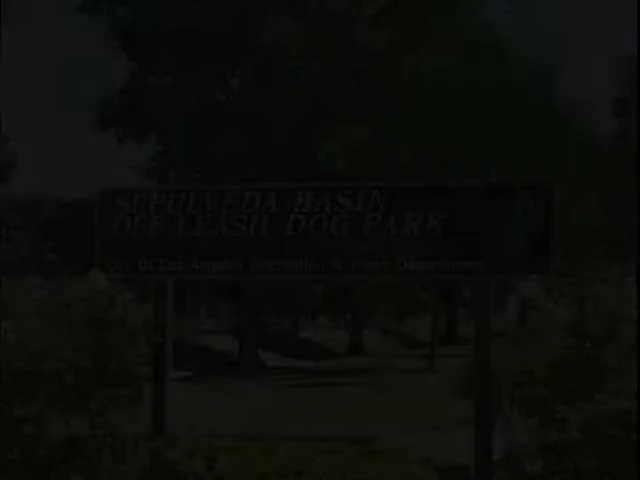 SEPULVEDA BASIN
OFF LEASH DOG PARK
City of Los Angeles Recreation & Parks Department